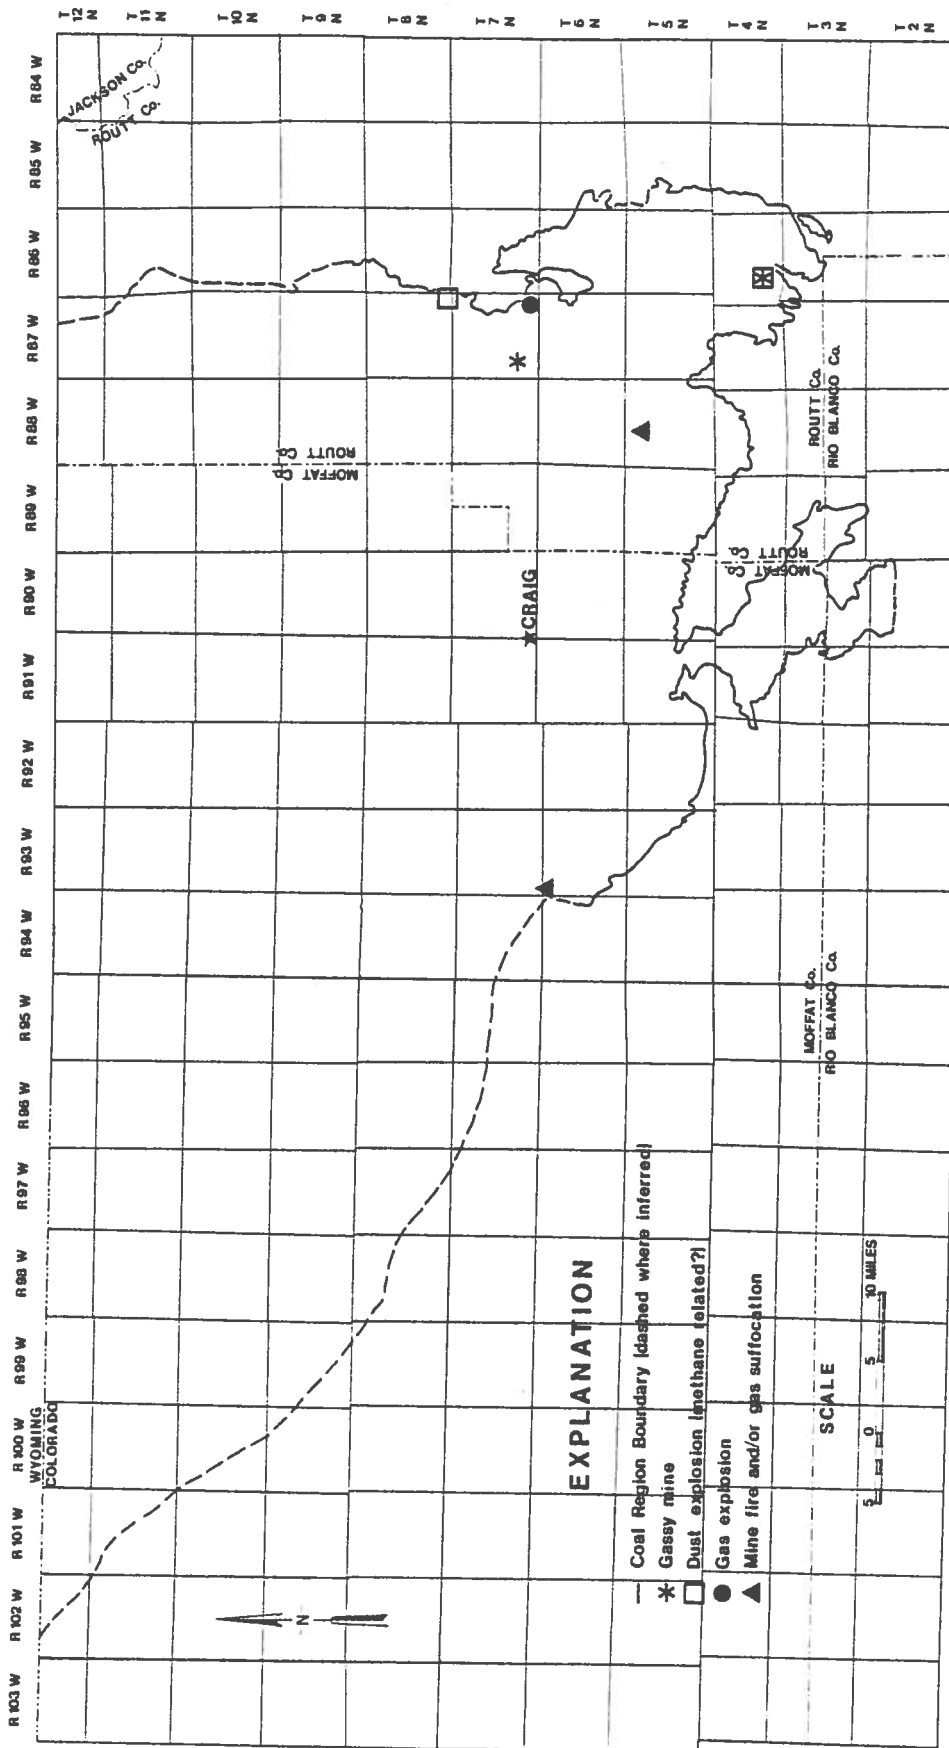 R 103 W
R 102 W
R 101 W
R 100 W
R 99 W
R 98 W
R 97 W
R 96 W
R 95 W
R 94 W
R 93 W
R 92 W
R 91 W
R 90 W
R 89 W
R 88 W
R 87 W
R 86 W
R 85 W
R 84 W
WYOMING
COLORADO
JACKSON Co.
ROUTT Co.
T 12 N
T 11 N
T 10 N
T 9 N
T 8 N
T 7 N
T 6 N
T 5 N
T 4 N
T 3 N
T 2 N
MOFFAT Co.
ROUTT Co.
CRAIG
N
MOFFAT Co.
ROUTT Co.
MOFFAT Co.
RIO BLANCO Co.
ROUTT Co.
RIO BLANCO Co.
EXPLANATION
Coal Region Boundary (dashed where inferred)
Gassy mine
Dust explosion (methane related?)
Gas explosion
Mine fire and/or gas suffocation
SCALE
5 0 5 10 MILES